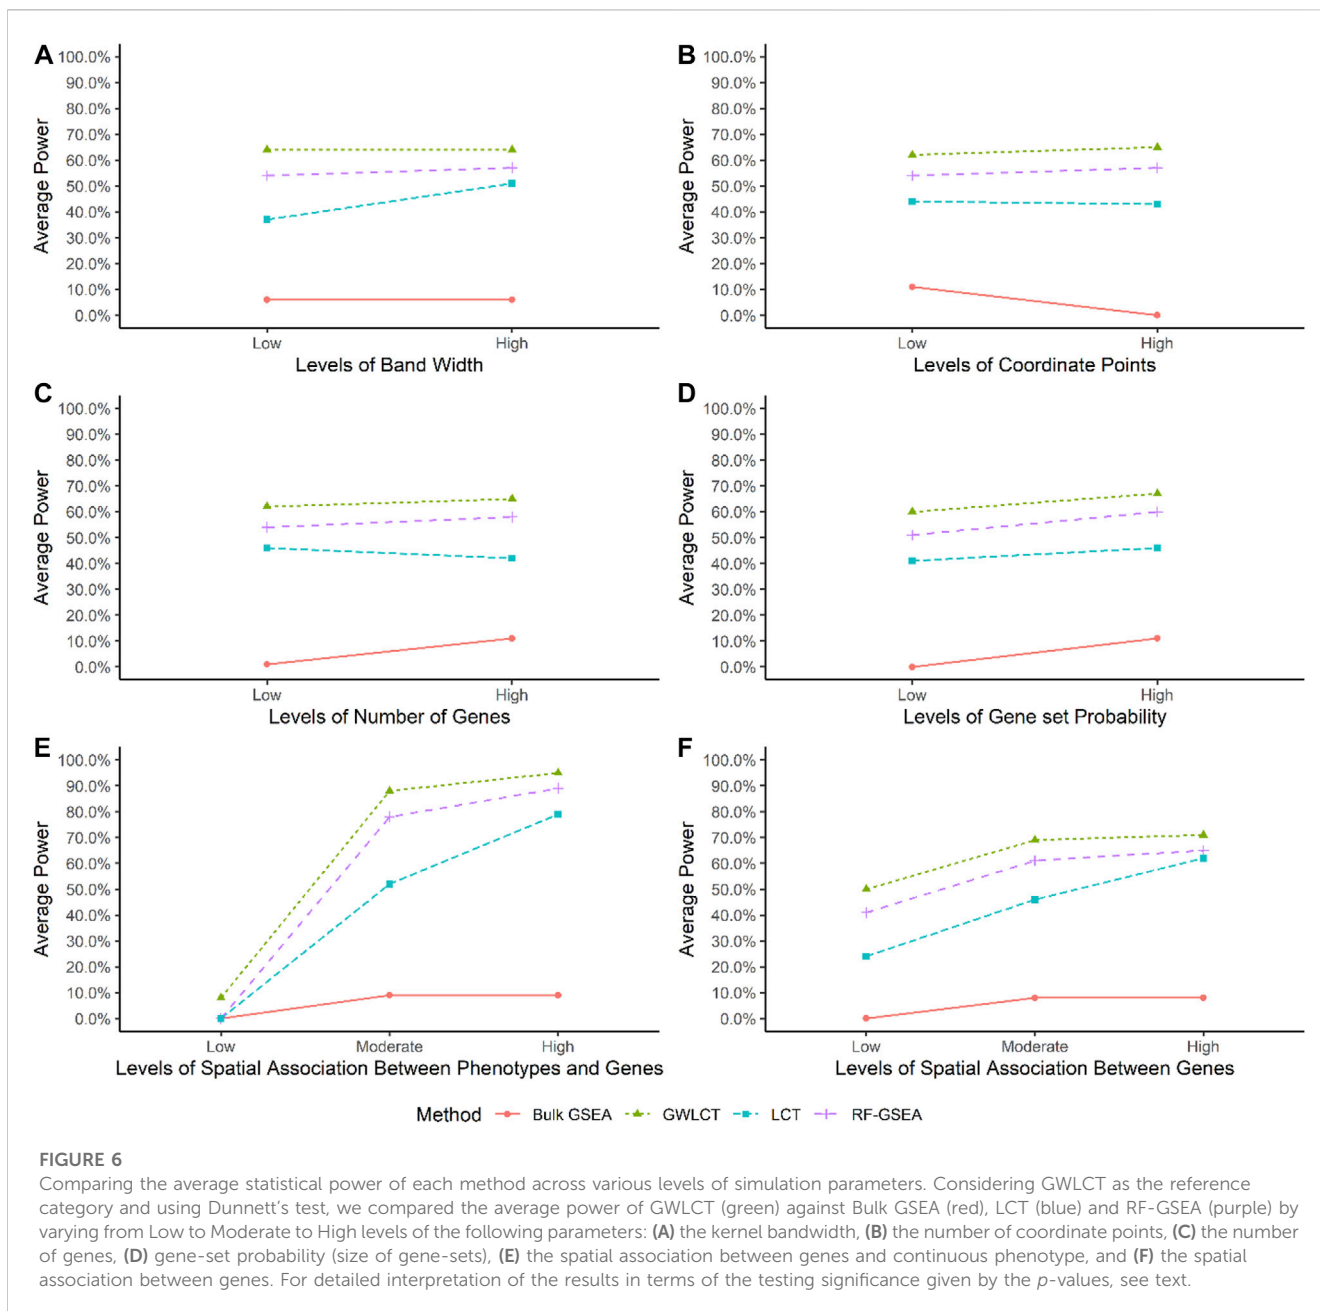 A
B
100.0%
90.0%
80.0%
70.0%
60.0%
50.0%
40.0%
30.0%
20.0%
10.0%
0.0%
Average Power
Low
High
Levels of Band Width
100.0%
90.0%
80.0%
70.0%
60.0%
50.0%
40.0%
30.0%
20.0%
10.0%
0.0%
Average Power
Low
High
Levels of Coordinate Points
C
D
100.0%
90.0%
80.0%
70.0%
60.0%
50.0%
40.0%
30.0%
20.0%
10.0%
0.0%
Average Power
Low
High
Levels of Number of Genes
100.0%
90.0%
80.0%
70.0%
60.0%
50.0%
40.0%
30.0%
20.0%
10.0%
0.0%
Average Power
Low
High
Levels of Gene set Probability
E
F
100.0%
90.0%
80.0%
70.0%
60.0%
50.0%
40.0%
30.0%
20.0%
10.0%
0.0%
Average Power
Low
Moderate
High
Levels of Spatial Association Between Phenotypes and Genes
100.0%
90.0%
80.0%
70.0%
60.0%
50.0%
40.0%
30.0%
20.0%
10.0%
0.0%
Average Power
Low
Moderate
High
Levels of Spatial Association Between Genes
Method Bulk GSEA GWLCT LCT RF-GSEA
FIGURE 6
Comparing the average statistical power of each method across various levels of simulation parameters. Considering GWLCT as the reference
category and using Dunnett's test, we compared the average power of GWLCT (green) against Bulk GSEA (red), LCT (blue) and RF-GSEA (purple) by
varying from Low to Moderate to High levels of the following parameters: (A) the kernel bandwidth, (B) the number of coordinate points, (C) the number
of genes, (D) gene-set probability (size of gene-sets), (E) the spatial association between genes and continuous phenotype, and (F) the spatial
association between genes. For detailed interpretation of the results in terms of the testing significance given by the p-values, see text.